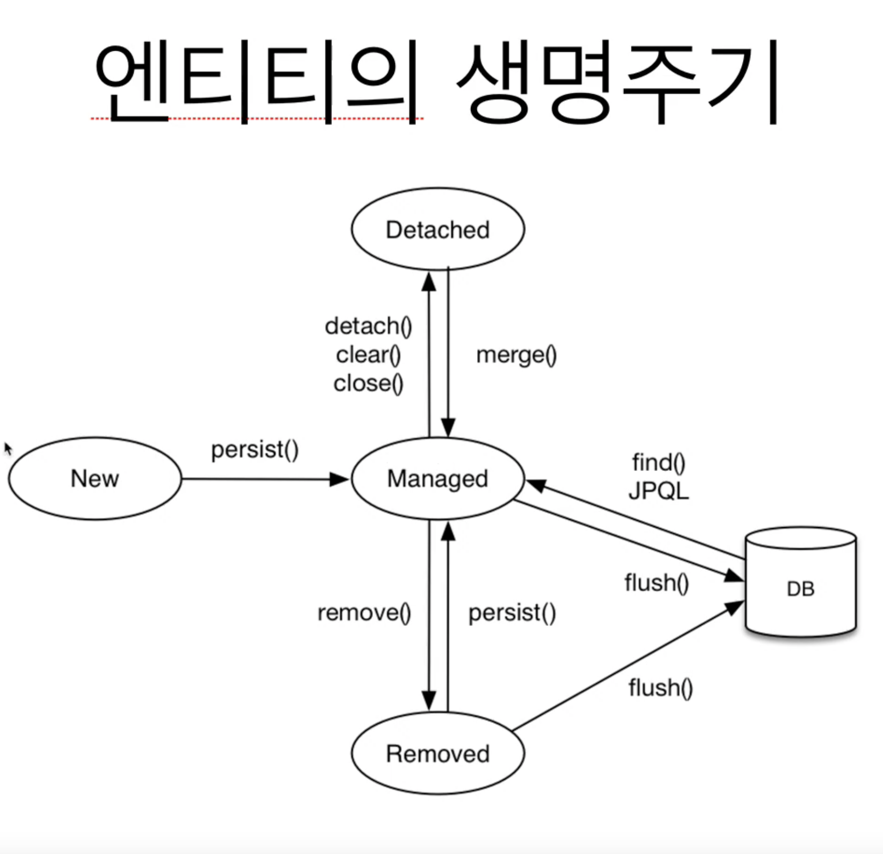 엔티티의 생명주기
Detached
detach()
clear()
close()
merge()
New
persist()
Managed
find()
JPQL
flush()
DB
remove()
persist()
flush()
Removed